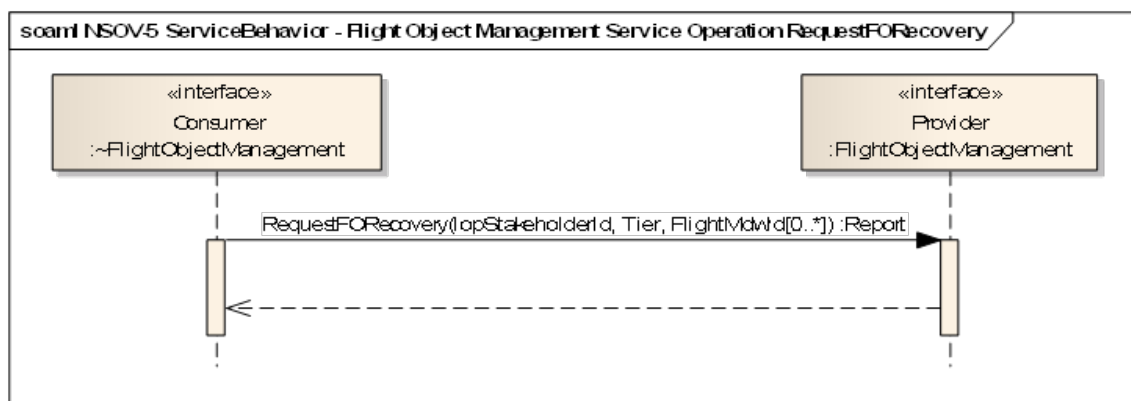 soaml NSOV-5 ServiceBehavior - Flight Object Management Service Operation RequestFORecovery
«interface»
Consumer
:~FlightObjectManagement
«interface»
Provider
:FlightObjectManagement
RequestFORecovery(IopStakeholderId, Tier, FlightMdwId[0..*]) :Report